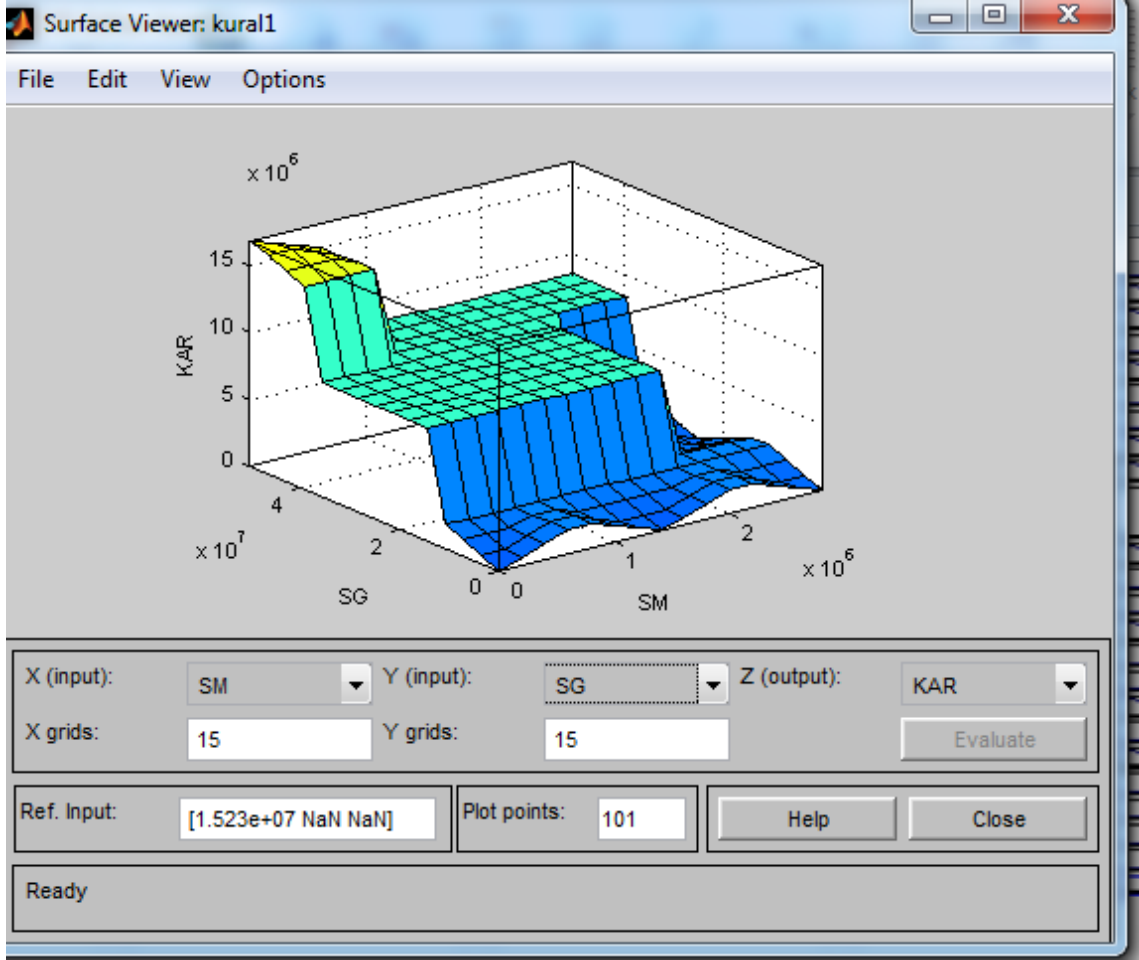 Surface Viewer: kural1
File Edit View Options
x 10^6
15
10
5
0
KAR
4
2
0
x 10^7
SG
0
1
2
x 10^6
SM
X (input): SM Y (input): SG Z (output): KAR
X grids: 15 Y grids: 15 Evaluate
Ref. Input: [1.523e+07 NaN NaN] Plot points: 101 Help Close
Ready